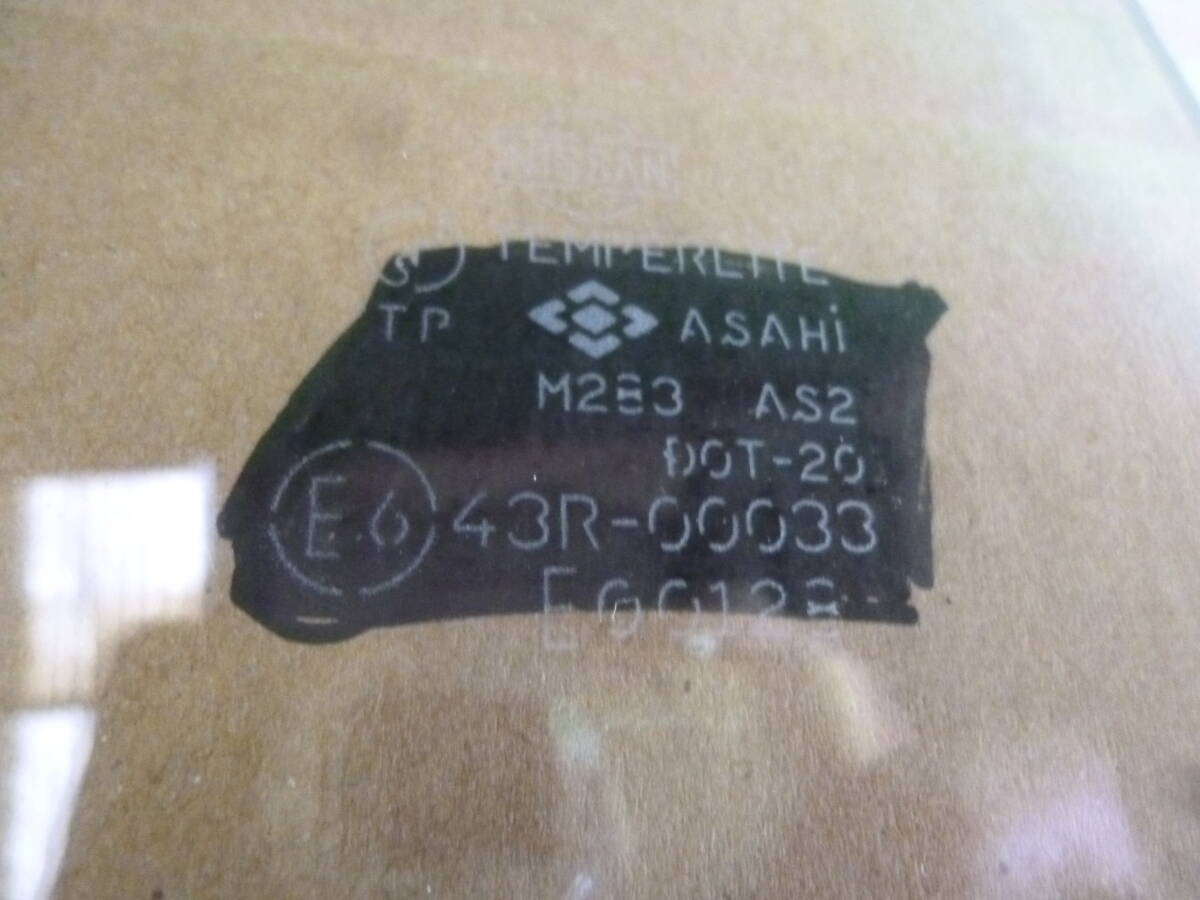 NISSAN
S TEMPERLITE
TP ASAHi
M283 AS2
DOT-20
E6 43R-00033